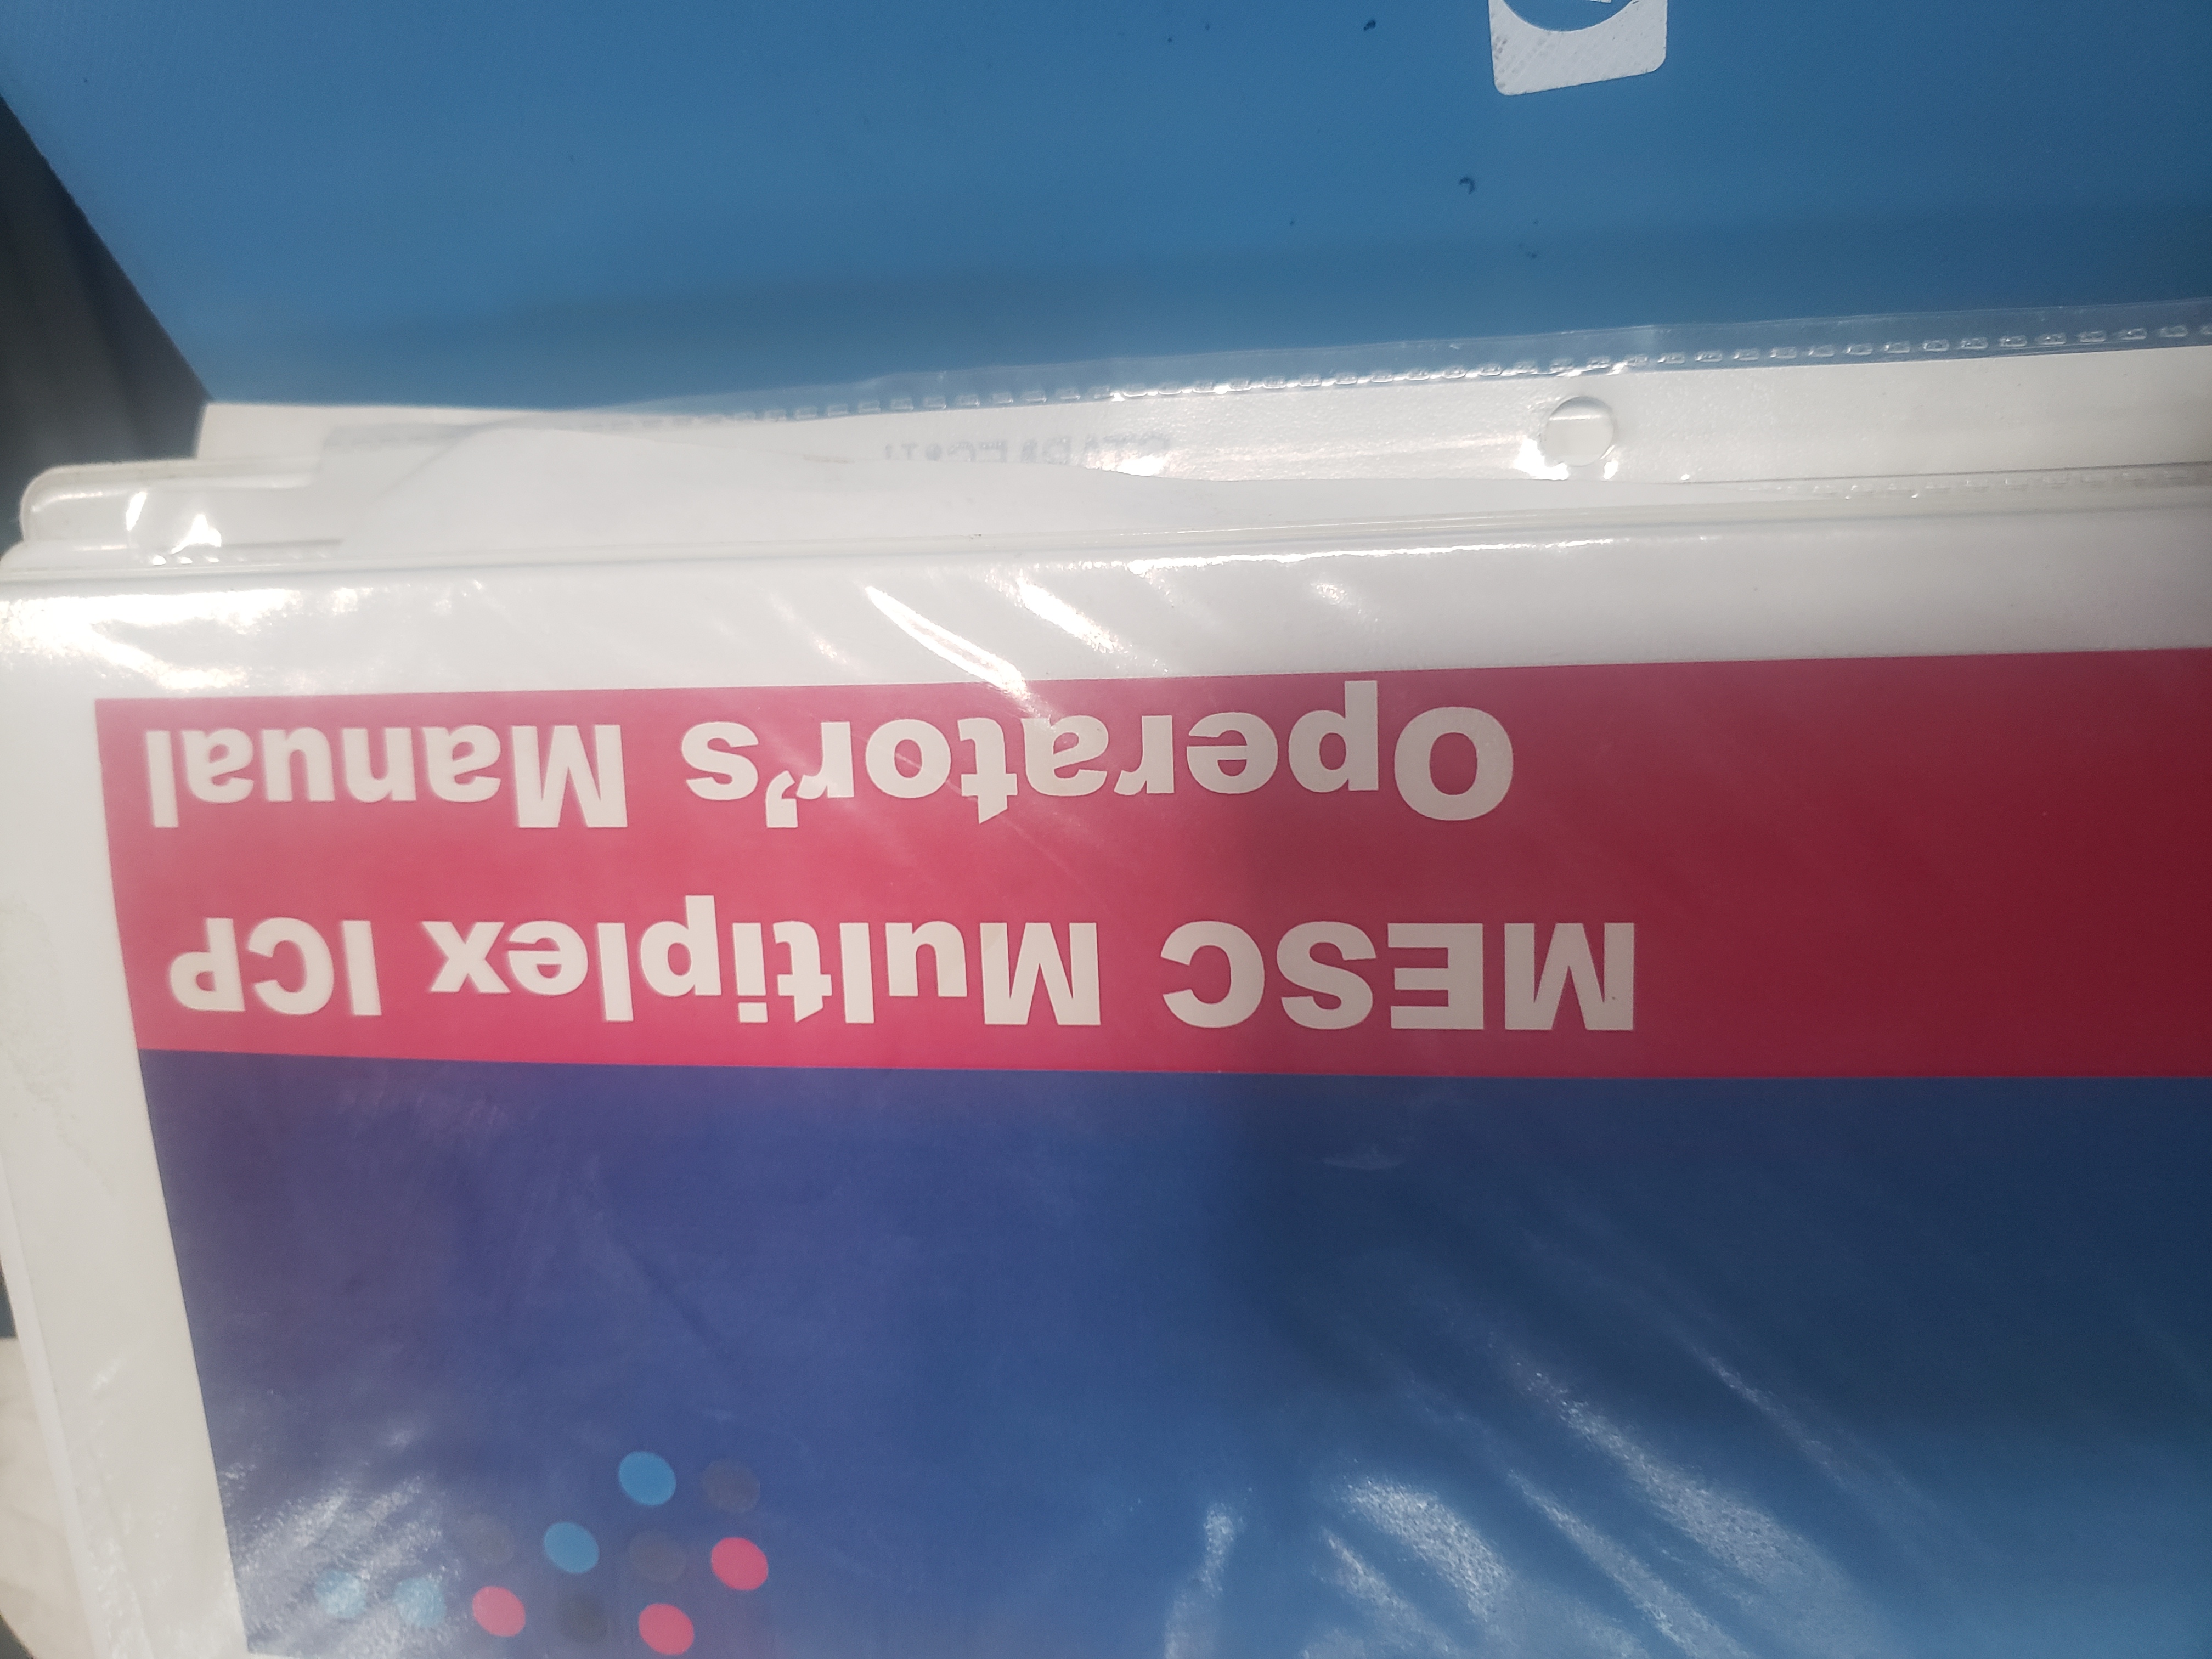 MESC Multiplex ICP
Operator's Manual